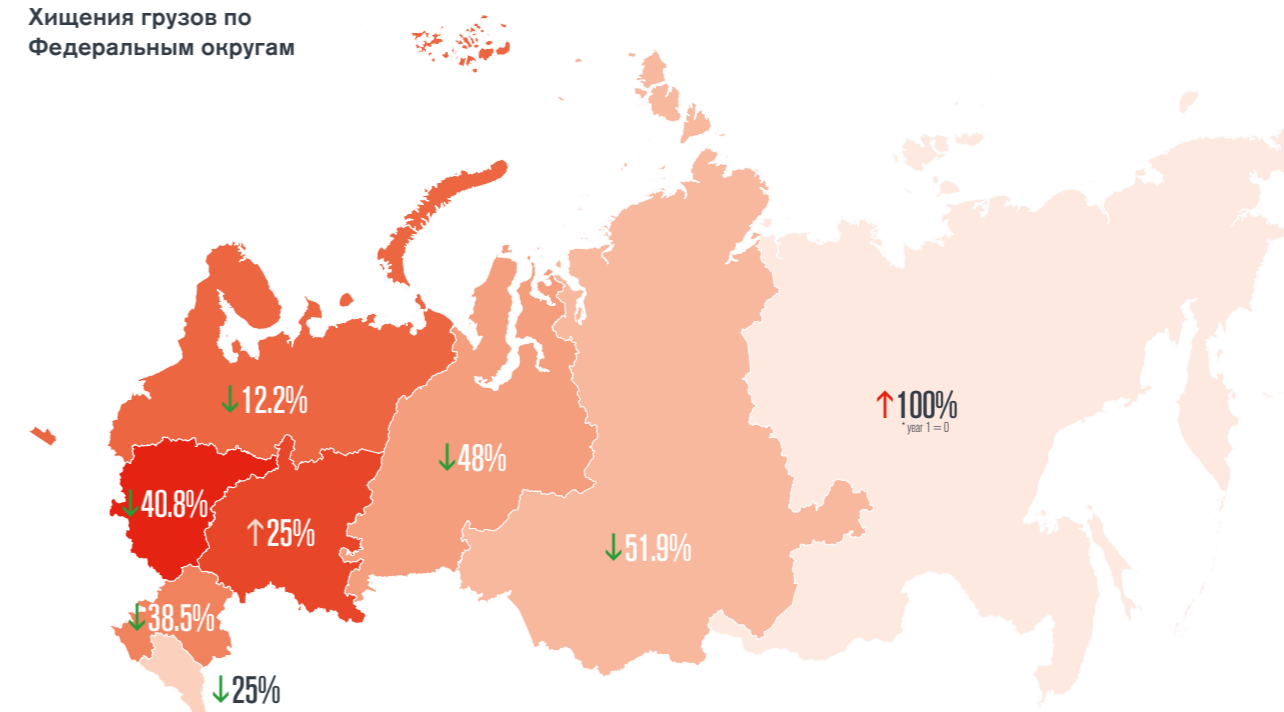 Хищения грузов по
Федеральным округам
↓12.2%
↑100%
* year 1 = 0
↓48%
↓40.8%
↑25%
↓51.9%
↓38.5%
↓25%